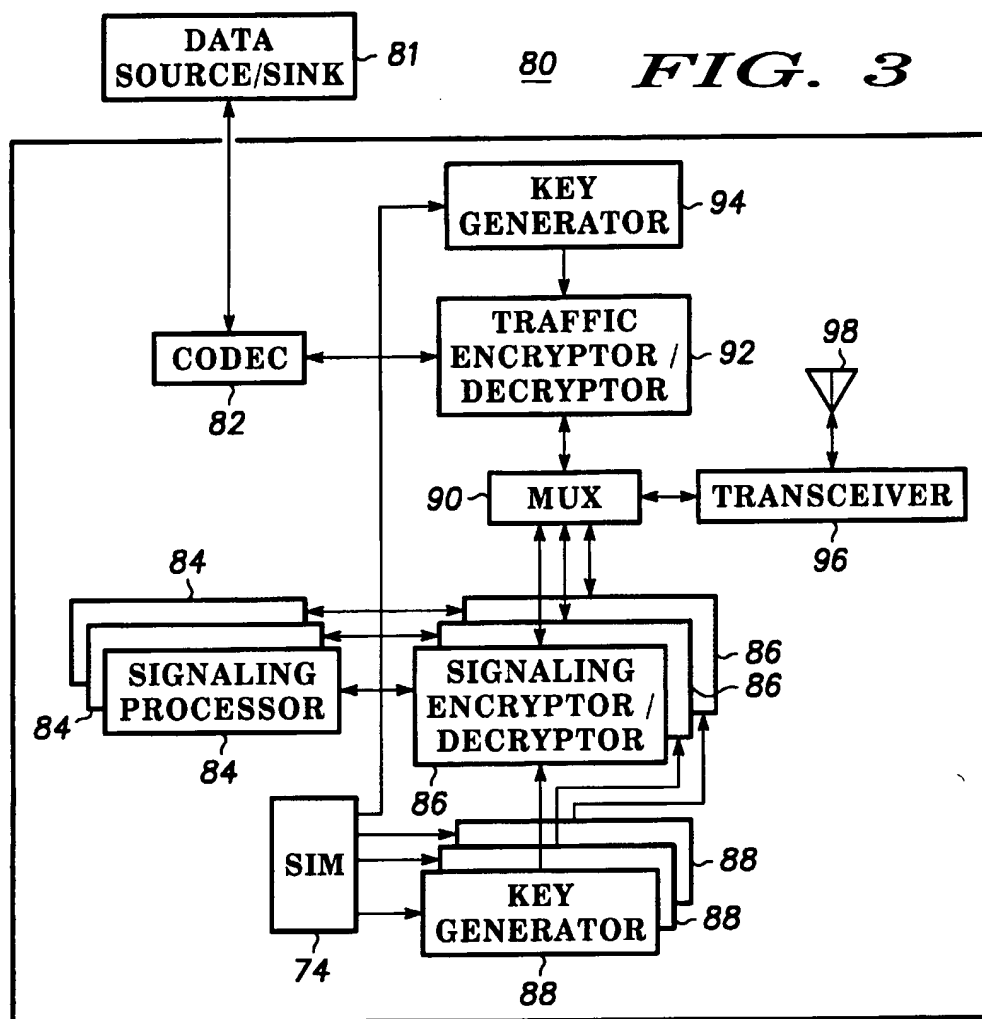 DATA
SOURCE/SINK
81
80
FIG. 3
KEY
GENERATOR
94
TRAFFIC
ENCRYPTOR /
DECRYPTOR
92
CODEC
82
98
90
MUX
TRANSCEIVER
96
84
SIGNALING
PROCESSOR
84
84
SIGNALING
ENCRYPTOR /
DECRYPTOR
86
86
86
SIM
74
KEY
GENERATOR
88
88
88